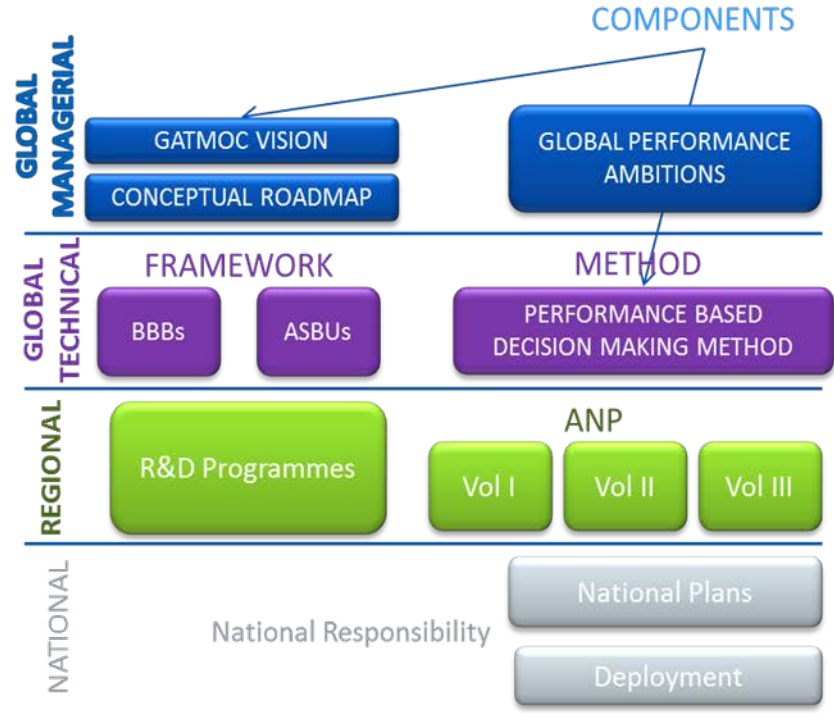 COMPONENTS
GLOBAL
MANAGERIAL
GATMOC VISION
CONCEPTUAL ROADMAP
GLOBAL PERFORMANCE
AMBITIONS
GLOBAL
TECHNICAL
FRAMEWORK
METHOD
BBBs
ASBUs
PERFORMANCE BASED
DECISION MAKING METHOD
REGIONAL
R&D Programmes
ANP
Vol I
Vol II
Vol III
NATIONAL
National Responsibility
National Plans
Deployment